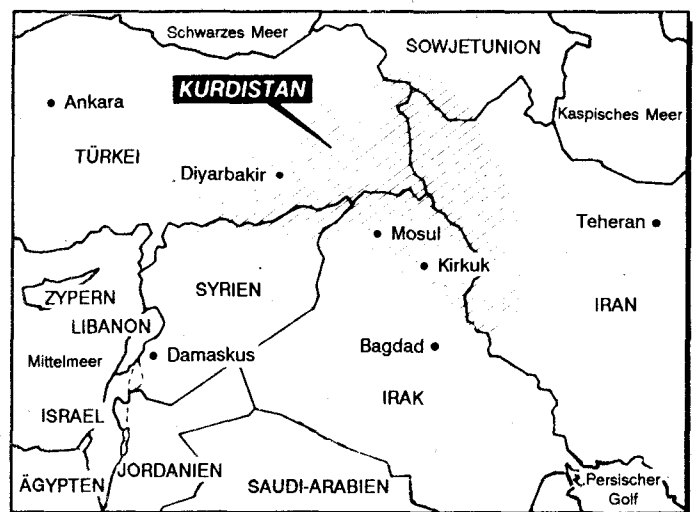 Schwarzes Meer
SOWJETUNION
KURDISTAN
Ankara
Kaspisches Meer
TÜRKEI
Diyarbakir
Teheran
Mosul
Kirkuk
SYRIEN
ZYPERN
IRAN
LIBANON
Bagdad
Mittelmeer
Damaskus
IRAK
ISRAEL
JORDANIEN
ÄGYPTEN
SAUDI-ARABIEN
Persischer
Golf